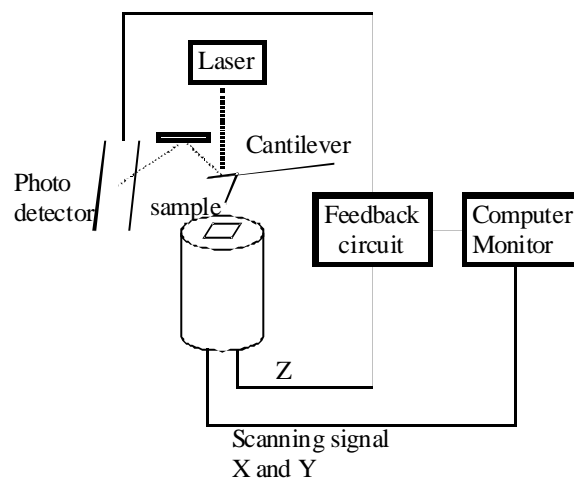 Laser
Cantilever
Photo
detector
sample
Feedback
circuit
Computer
Monitor
Z
Scanning signal
X and Y